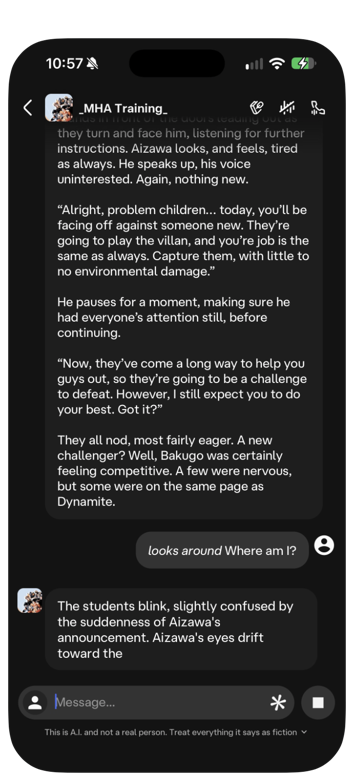 10:57
_MHA Training_
they turn and face him, listening for further
instructions. Aizawa looks, and feels, tired
as always. He speaks up, his voice
uninterested. Again, nothing new.
“Alright, problem children... today, you’ll be
facing off against someone new. They’re
going to play the villan, and you’re job is the
same as always. Capture them, with little to
no environmental damage.”
He pauses for a moment, making sure he
had everyone’s attention still, before
continuing.
“Now, they’ve come a long way to help you
guys out, so they’re going to be a challenge
to defeat. However, I still expect you to do
your best. Got it?”
They all nod, most fairly eager. A new
challenger? Well, Bakugo was certainly
feeling competitive. A few were nervous,
but some were on the same page as
Dynamite.
looks around Where am I?
The students blink, slightly confused by
the suddenness of Aizawa's
announcement. Aizawa's eyes drift
toward the
Message...
This is A.I. and not a real person. Treat everything it says as fiction